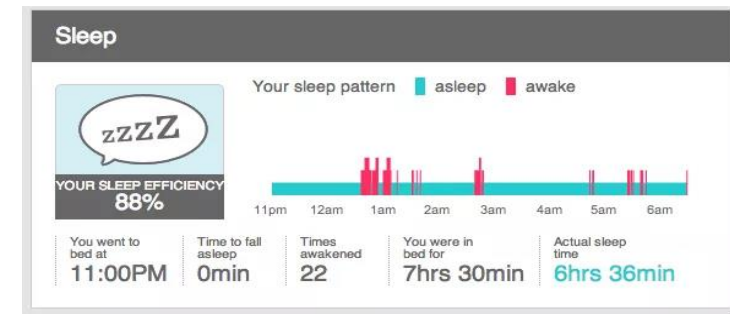 Sleep
Your sleep pattern asleep awake
zzzZ
YOUR SLEEP EFFICIENCY
88%
11pm 12am 1am 2am 3am 4am 5am 6am
You went to
bed at
11:00PM
Time to fall
asleep
0min
Times
awakened
22
You were in
bed for
7hrs 30min
Actual sleep
time
6hrs 36min